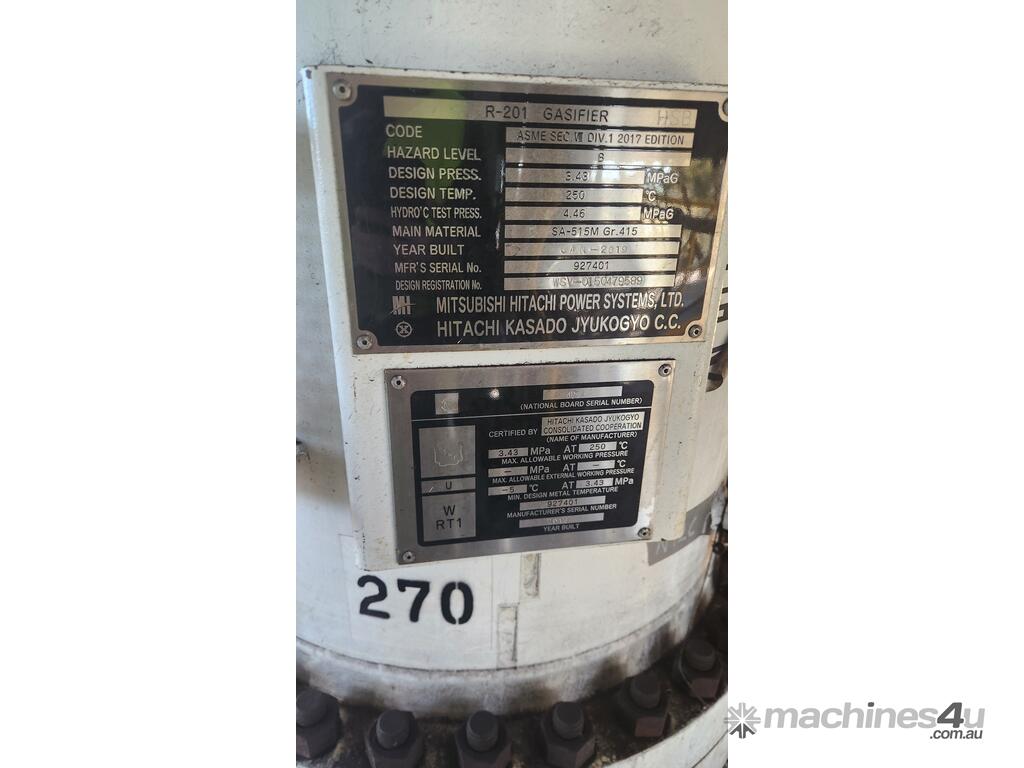 R-201 GASIFIER HSB
CODE ASME SEC.VIII DIV.1 2017 EDITION
HAZARD LEVEL B
DESIGN PRESS. 3.43 MPaG
DESIGN TEMP. 250 °C
HYDRO'C TEST PRESS. 4.46 MPaG
MAIN MATERIAL SA-515M Gr.415
YEAR BUILT JAN-2019
MFR'S SERIAL No. 927401
DESIGN REGISTRATION No. WSV-0150479589
MH MITSUBISHI HITACHI POWER SYSTEMS, LTD.
HITACHI KASADO JYUKOGYO C.C.
(NATIONAL BOARD SERIAL NUMBER)
CERTIFIED BY HITACHI KASADO JYUKOGYO
CONSOLIDATED COOPERATION
(NAME OF MANUFACTURER)
3.43 MPa AT 250 °C
MAX. ALLOWABLE WORKING PRESSURE
– MPa AT – °C
MAX. ALLOWABLE EXTERNAL WORKING PRESSURE
-5 °C AT 3.43 MPa
MIN. DESIGN METAL TEMPERATURE
927401
MANUFACTURER'S SERIAL NUMBER
YEAR BUILT
U
W
RT1
270
machines4u
.com.au